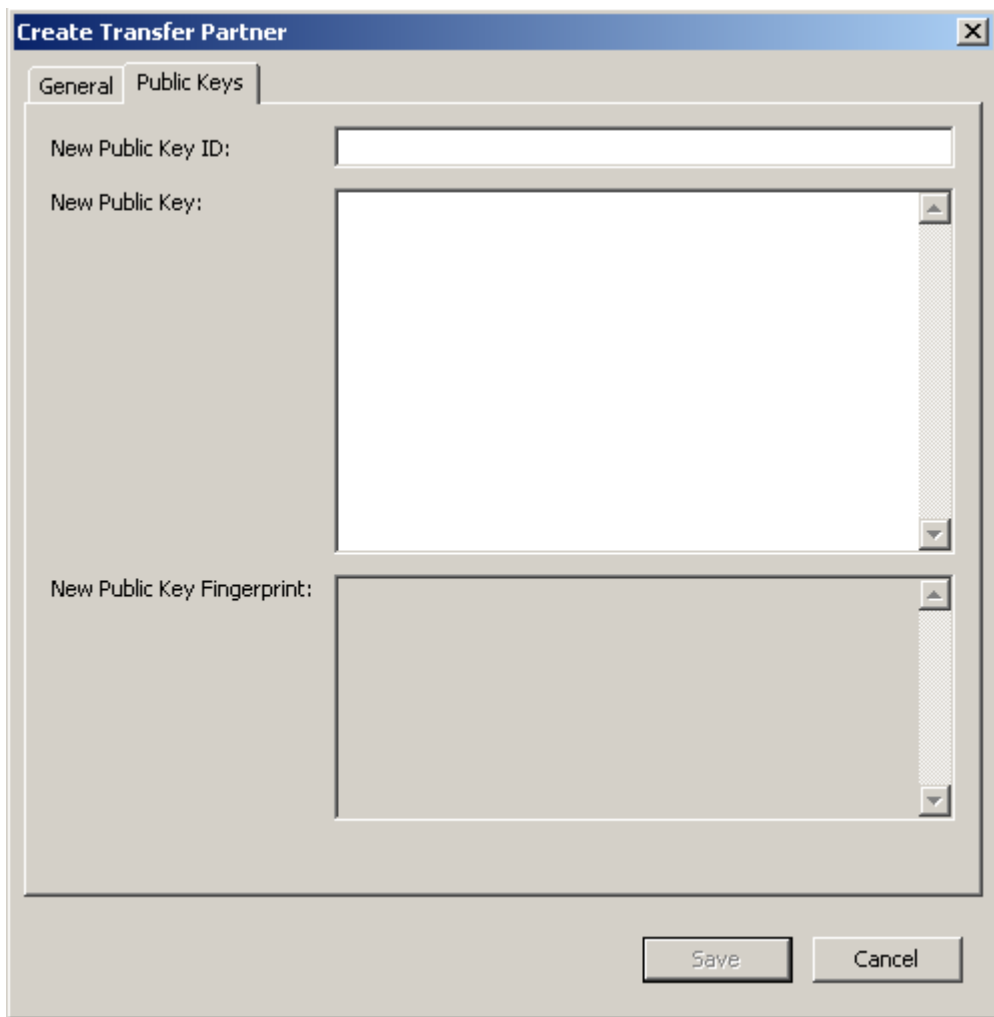 Create Transfer Partner
General
Public Keys
New Public Key ID:
New Public Key:
New Public Key Fingerprint:
Save
Cancel